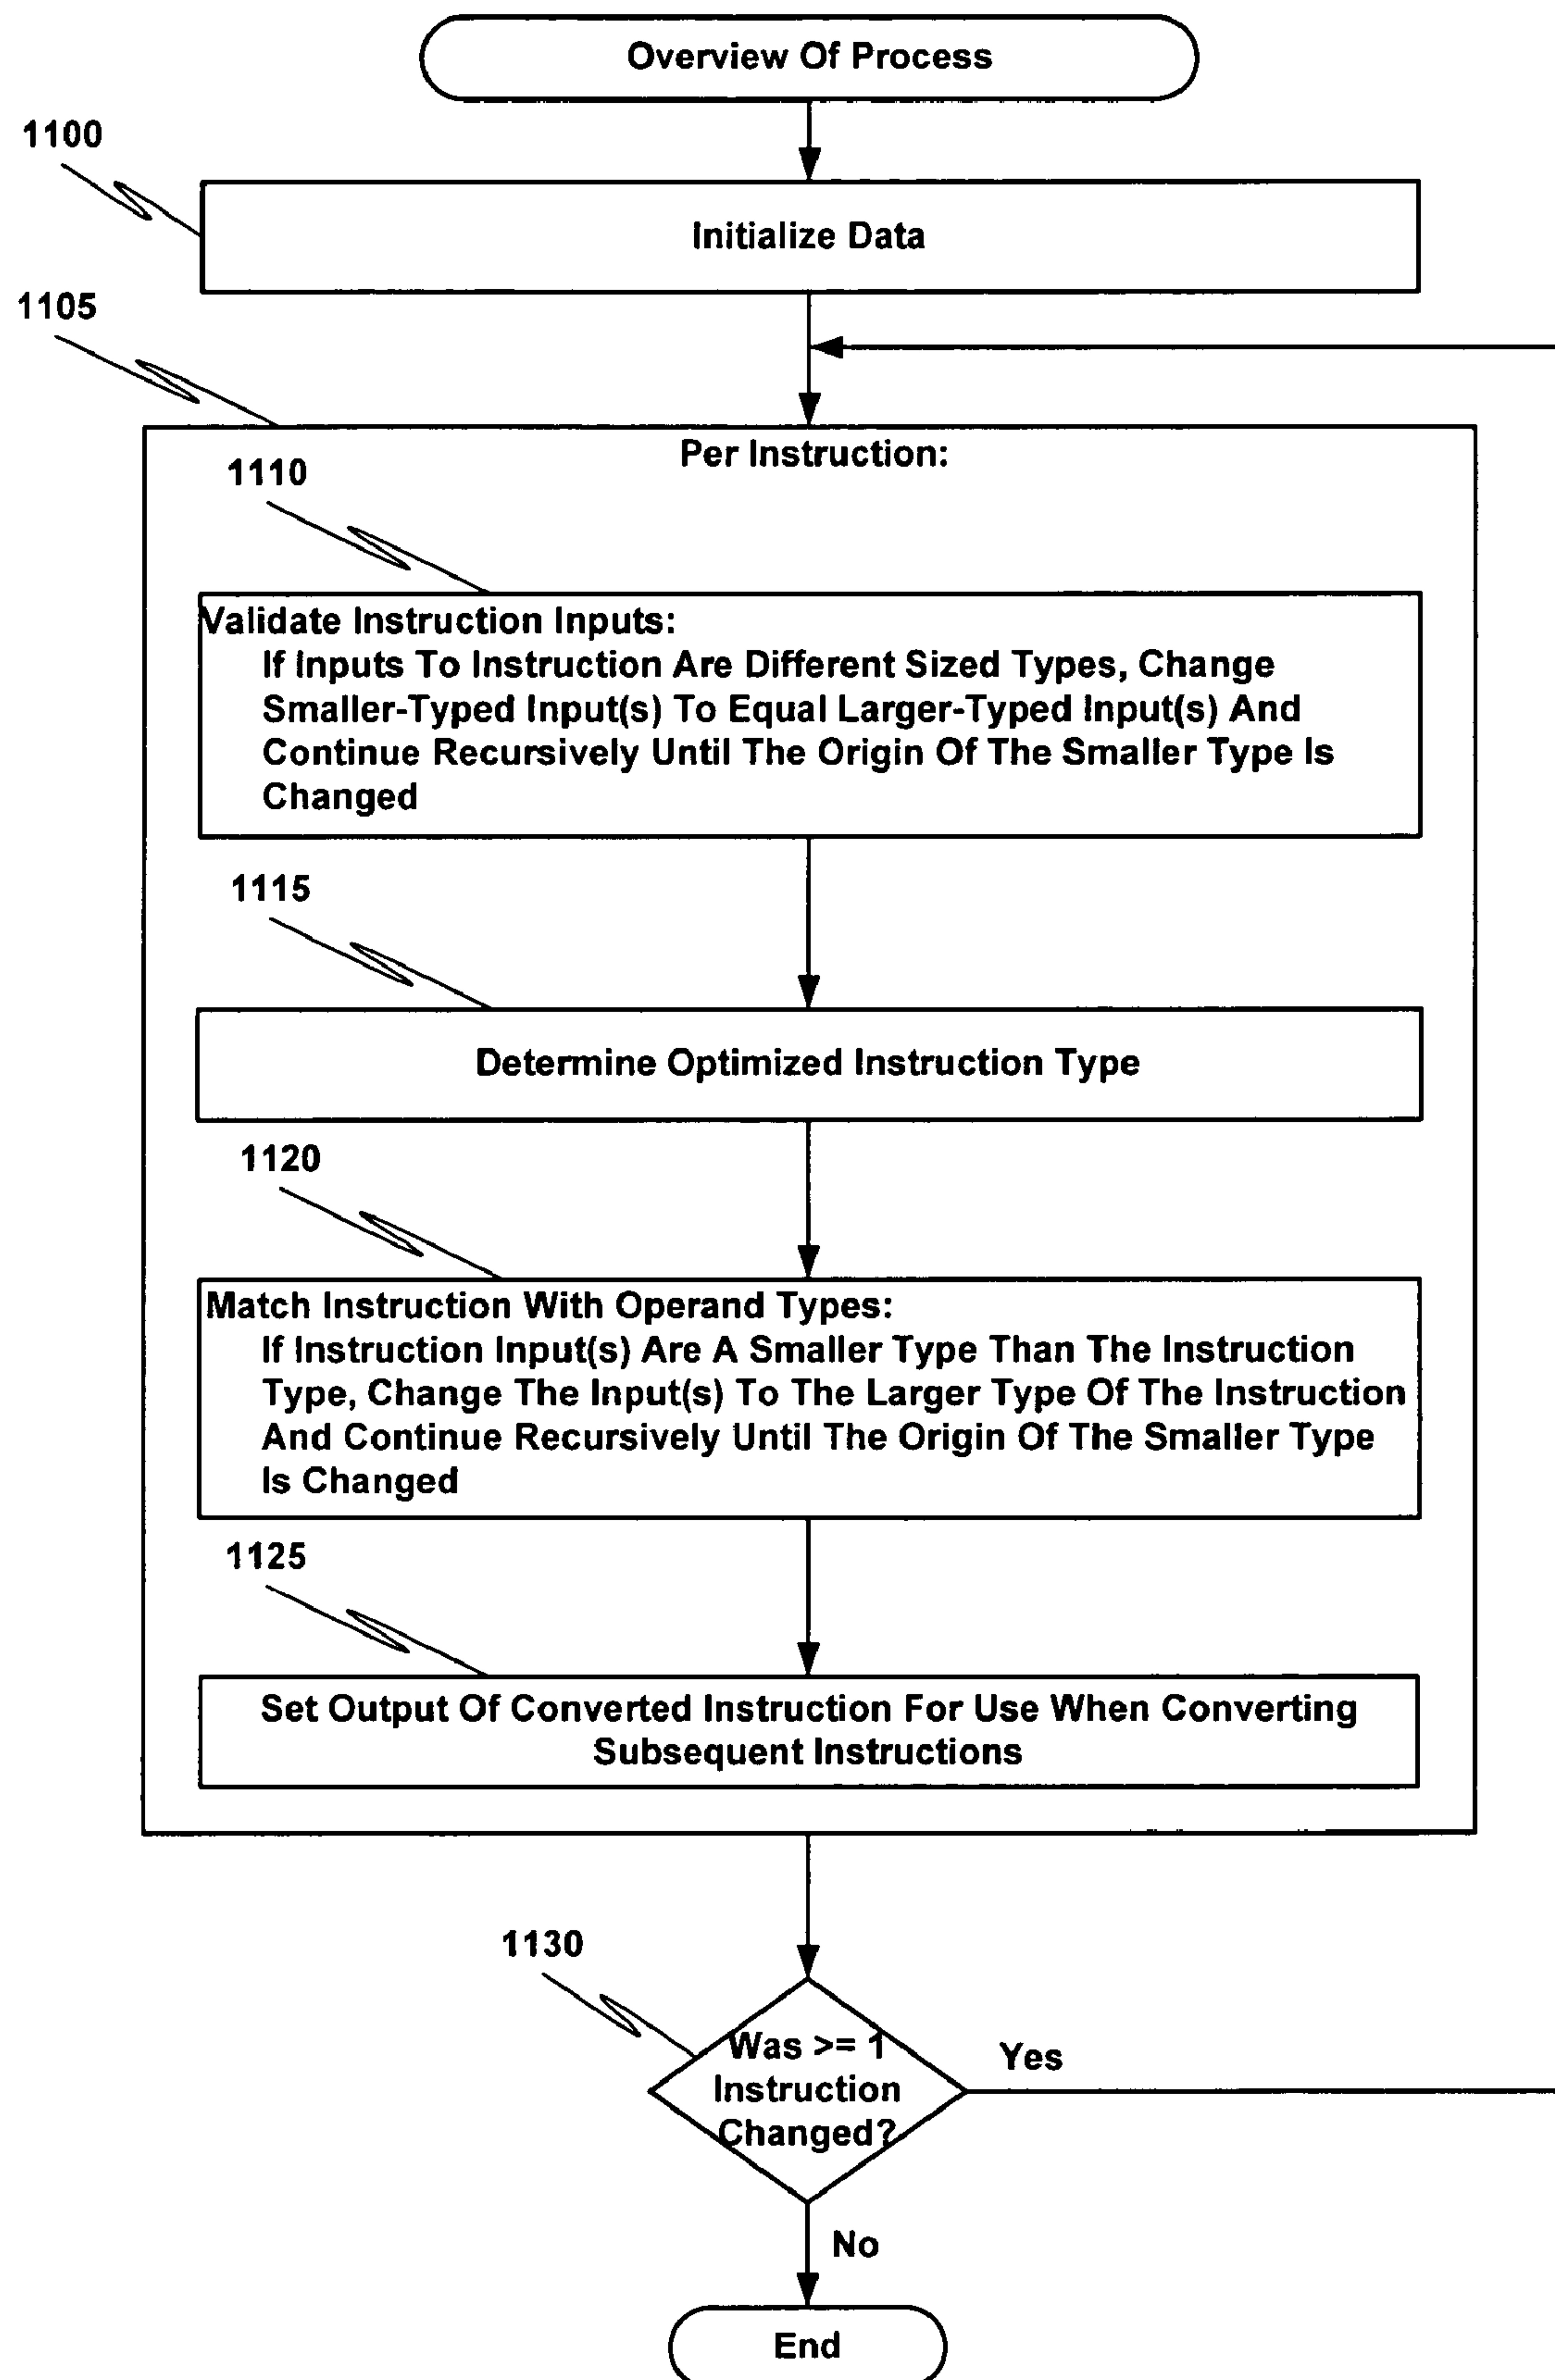 Overview Of Process
1100
Initialize Data
1105
Per Instruction:
1110
Validate Instruction Inputs:
If Inputs To Instruction Are Different Sized Types, Change
Smaller-Typed Input(s) To Equal Larger-Typed Input(s) And
Continue Recursively Until The Origin Of The Smaller Type Is
Changed
1115
Determine Optimized Instruction Type
1120
Match Instruction With Operand Types:
If Instruction Input(s) Are A Smaller Type Than The Instruction
Type, Change The Input(s) To The Larger Type Of The Instruction
And Continue Recursively Until The Origin Of The Smaller Type
Is Changed
1125
Set Output Of Converted Instruction For Use When Converting
Subsequent Instructions
1130
Was >= 1
Instruction
Changed?
Yes
No
End